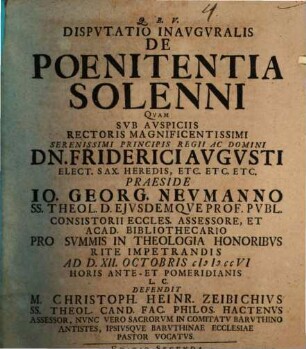 4
Q. B. V.
DISPVTATIO INAVGVRALIS
DE
POENITENTIA
SOLENNI
QVAM
SVB AVSPICIIS
RECTORIS MAGNIFICENTISSIMI
SERENISSIMI PRINCIPIS REGII AC DOMINI
DN. FRIDERICI AVGVSTI
ELECT. SAX. HEREDIS, ETC. ETC. ETC.
PRAESIDE
IO. GEORG. NEVMANNO
SS. THEOL. D. EJVSDEMQVE PROF. PVBL.
CONSISTORII ECCLES. ASSESSORE, ET
ACAD. BIBLIOTHECARIO
PRO SVMMIS IN THEOLOGIA HONORIBVS
RITE IMPETRANDIS
AD D. XII. OCTOBRIS cIɔIɔccVI
HORIS ANTE- ET POMERIDIANIS
L. C.
DEFENDIT
M. CHRISTOPH. HEINR. ZEIBICHIVS
SS. THEOL. CAND. FAC. PHILOS. HACTENVS
ASSESSOR, NVNC VERO SACRORVM IN COMITATV BARVTHINO
ANTISTES, IPSIVSQVE BARVTHINAE ECCLESIAE
PASTOR VOCATVS.